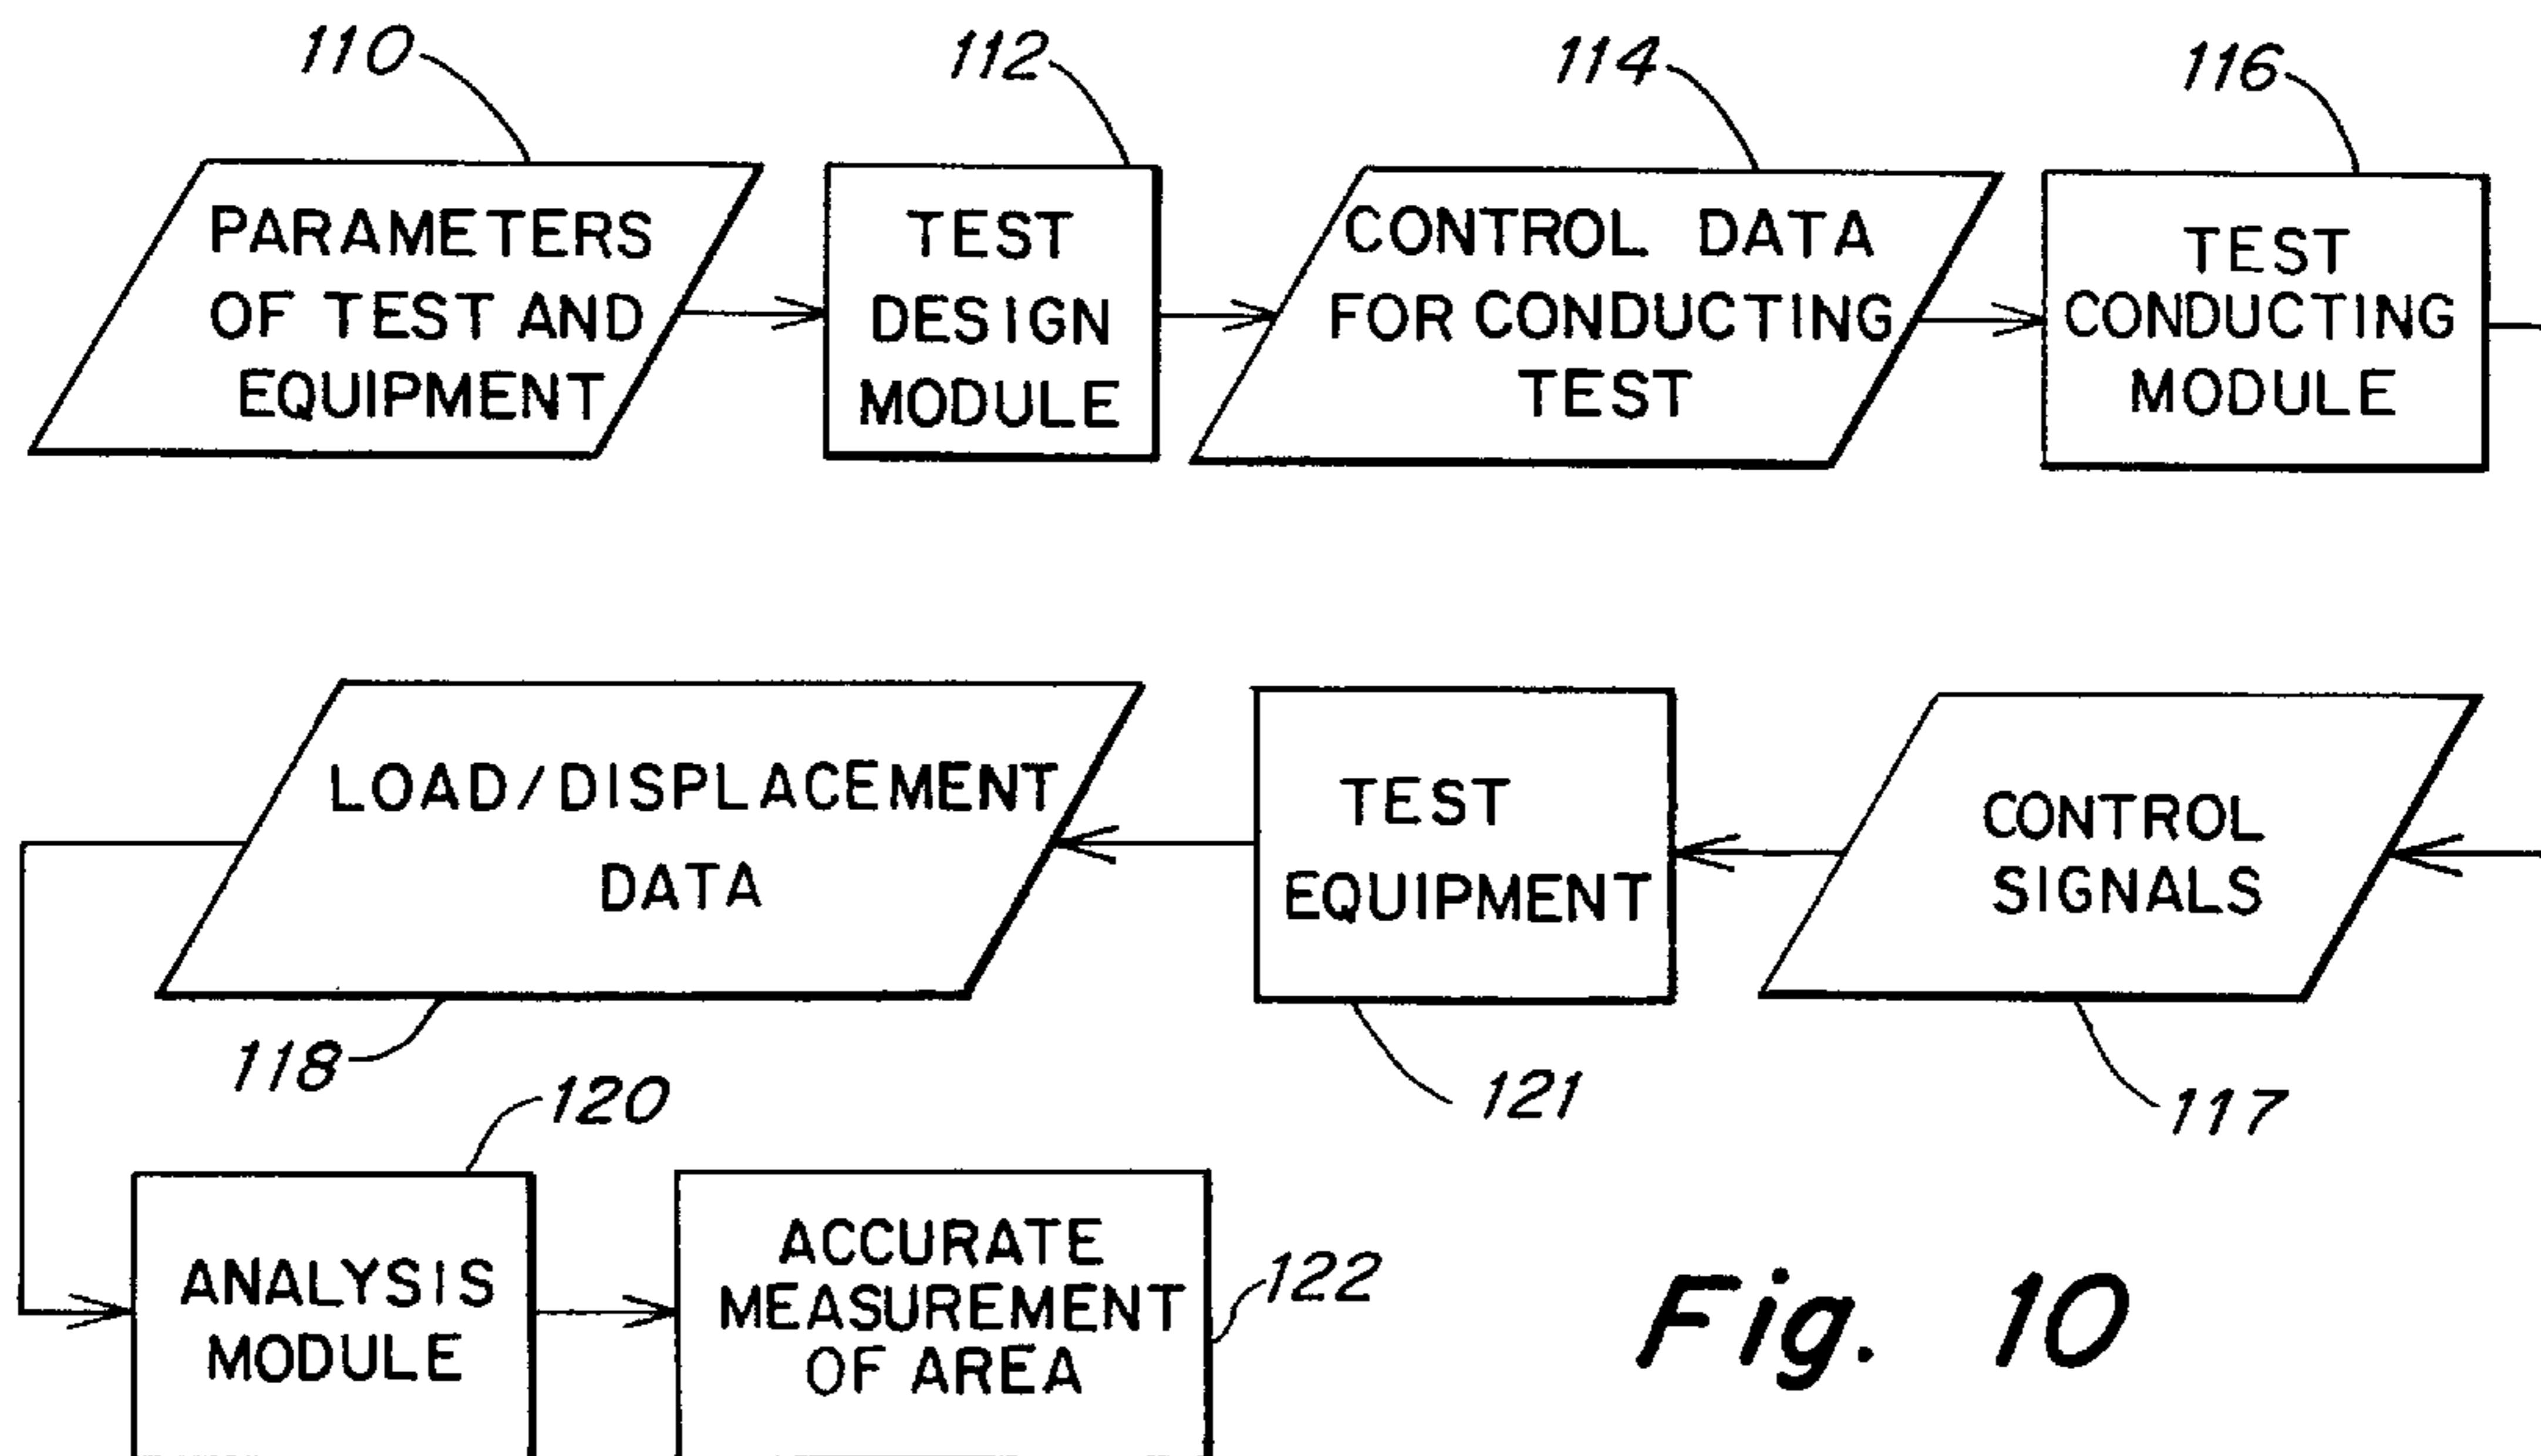 110
112
114
116
PARAMETERS
OF TEST AND
EQUIPMENT
TEST
DESIGN
MODULE
CONTROL DATA
FOR CONDUCTING
TEST
TEST
CONDUCTING
MODULE
LOAD/DISPLACEMENT
DATA
TEST
EQUIPMENT
CONTROL
SIGNALS
118
121
117
120
ANALYSIS
MODULE
ACCURATE
MEASUREMENT
OF AREA
122
Fig. 10